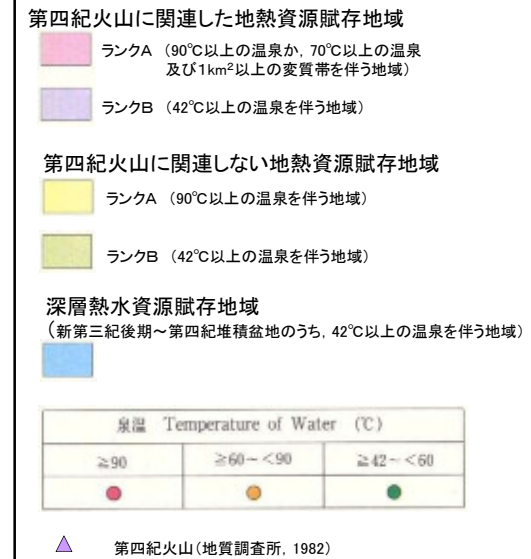 第四紀火山に関連した地熱資源賦存地域
ランクA （90℃以上の温泉か，70℃以上の温泉
及び1km²以上の変質帯を伴う地域）
ランクB （42℃以上の温泉を伴う地域）
第四紀火山に関連しない地熱資源賦存地域
ランクA （90℃以上の温泉を伴う地域）
ランクB （42℃以上の温泉を伴う地域）
深層熱水資源賦存地域
（新第三紀後期～第四紀堆積盆地のうち，42℃以上の温泉を伴う地域）
泉温 Temperature of Water (℃)
≧90 ≧60～<90 ≧42～<60
第四紀火山（地質調査所，1982）